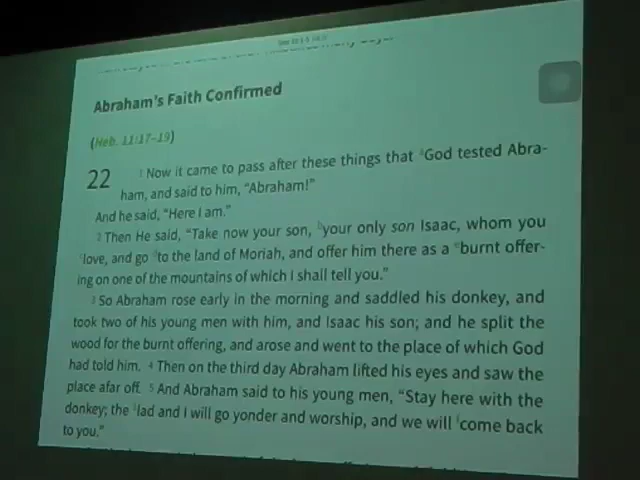 Abraham's Faith Confirmed
(Heb. 11:17–19)
22 1 Now it came to pass after these things that God tested Abra-
ham, and said to him, "Abraham!"
And he said, "Here I am."
2 Then He said, "Take now your son, your only son Isaac, whom you
love, and go to the land of Moriah, and offer him there as a burnt offer-
ing on one of the mountains of which I shall tell you."
3 So Abraham rose early in the morning and saddled his donkey, and
took two of his young men with him, and Isaac his son; and he split the
wood for the burnt offering, and arose and went to the place of which God
had told him. 4 Then on the third day Abraham lifted his eyes and saw the
place afar off. 5 And Abraham said to his young men, "Stay here with the
donkey; the lad and I will go yonder and worship, and we will come back
to you."